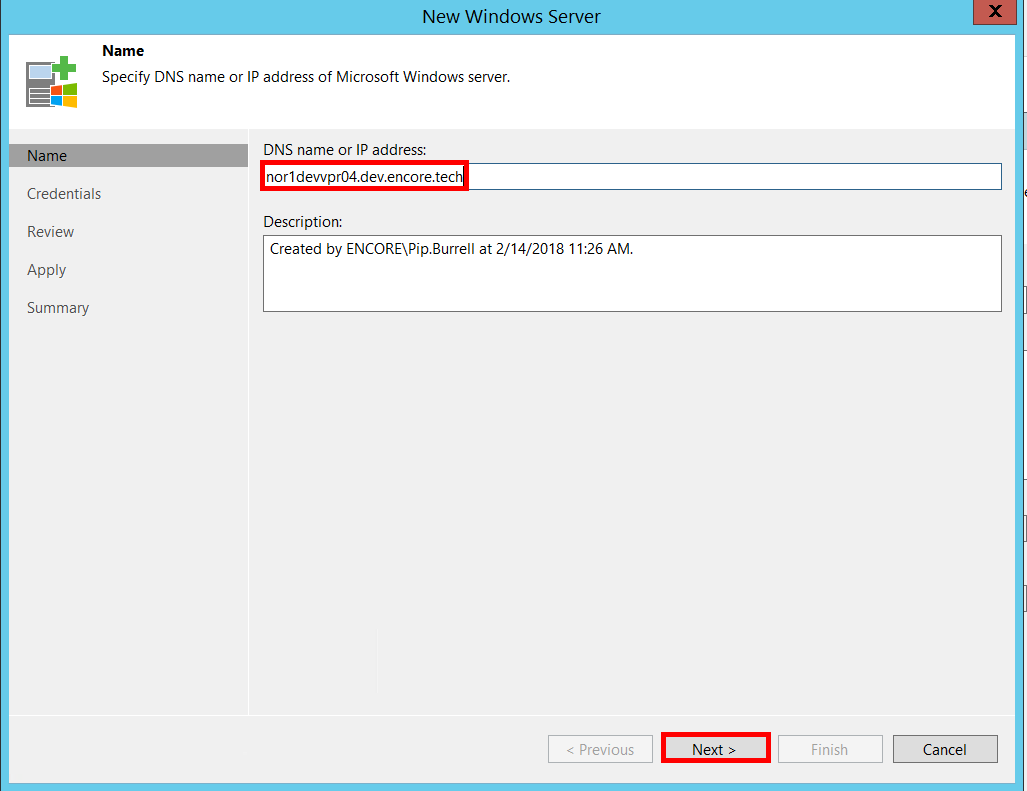 New Windows Server
X
Name
Specify DNS name or IP address of Microsoft Windows server.
Name
Credentials
Review
Apply
Summary
DNS name or IP address:
nor1devvpr04.dev.encore.tech
Description:
Created by ENCORE\Pip.Burrell at 2/14/2018 11:26 AM.
< Previous
Next >
Finish
Cancel